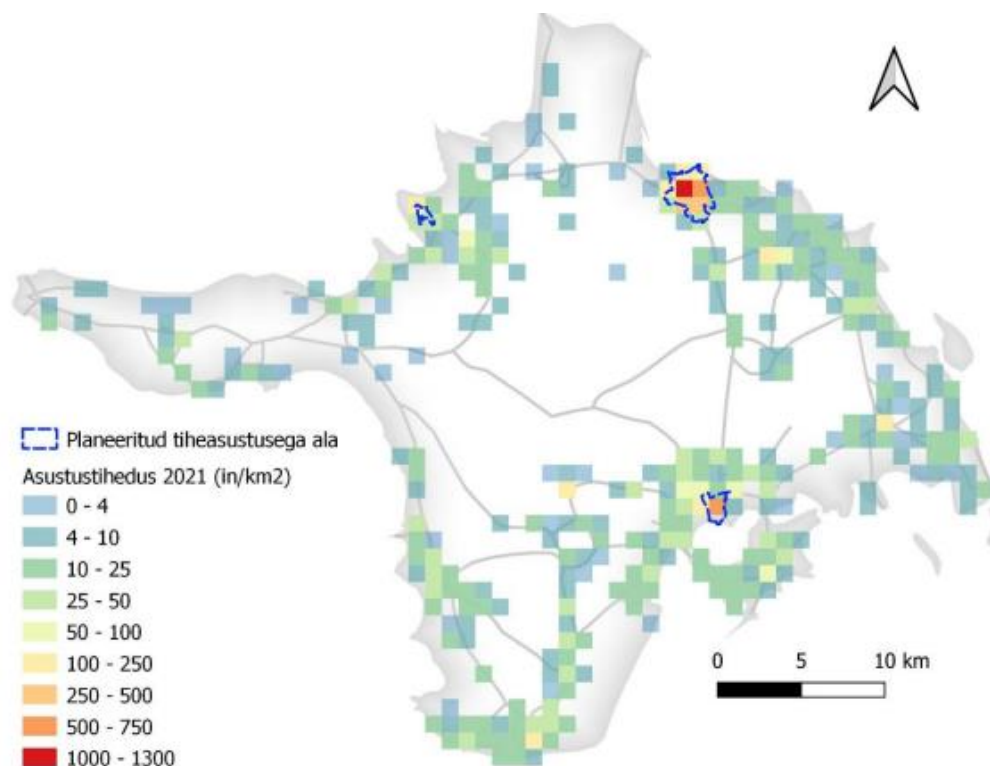 Planeeritud tiheasustusega ala
Asustustihedus 2021 (in/km2)
0 - 4
4 - 10
10 - 25
25 - 50
50 - 100
100 - 250
250 - 500
500 - 750
1000 - 1300
0 5 10 km